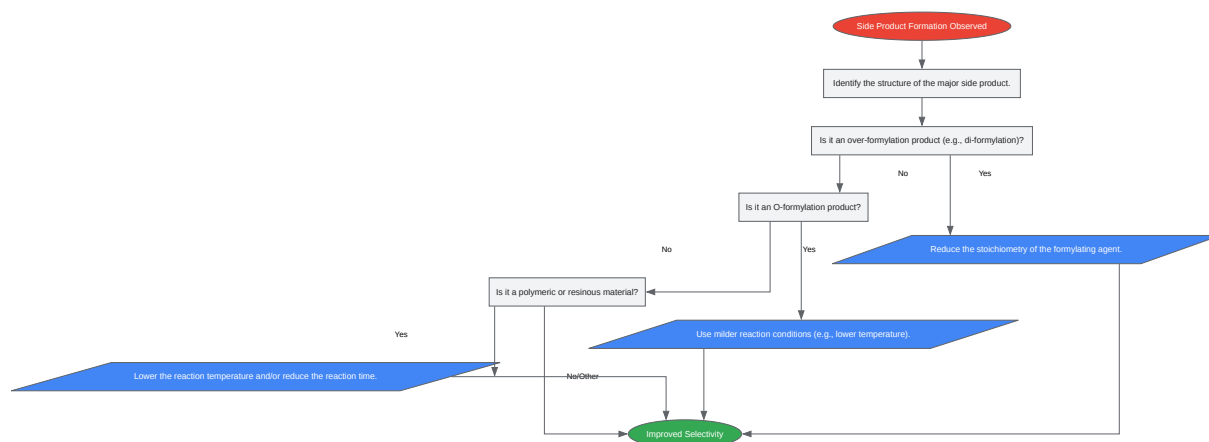 Side Product Formation Observed
Identify the structure of the major side product.
Is it an over-formylation product (e.g., di-formylation)?
No
Yes
Is it an O-formylation product?
Reduce the stoichiometry of the formylating agent.
No
Yes
Is it a polymeric or resinous material?
Use milder reaction conditions (e.g., lower temperature).
Yes
Lower the reaction temperature and/or reduce the reaction time.
No/Other
Improved Selectivity